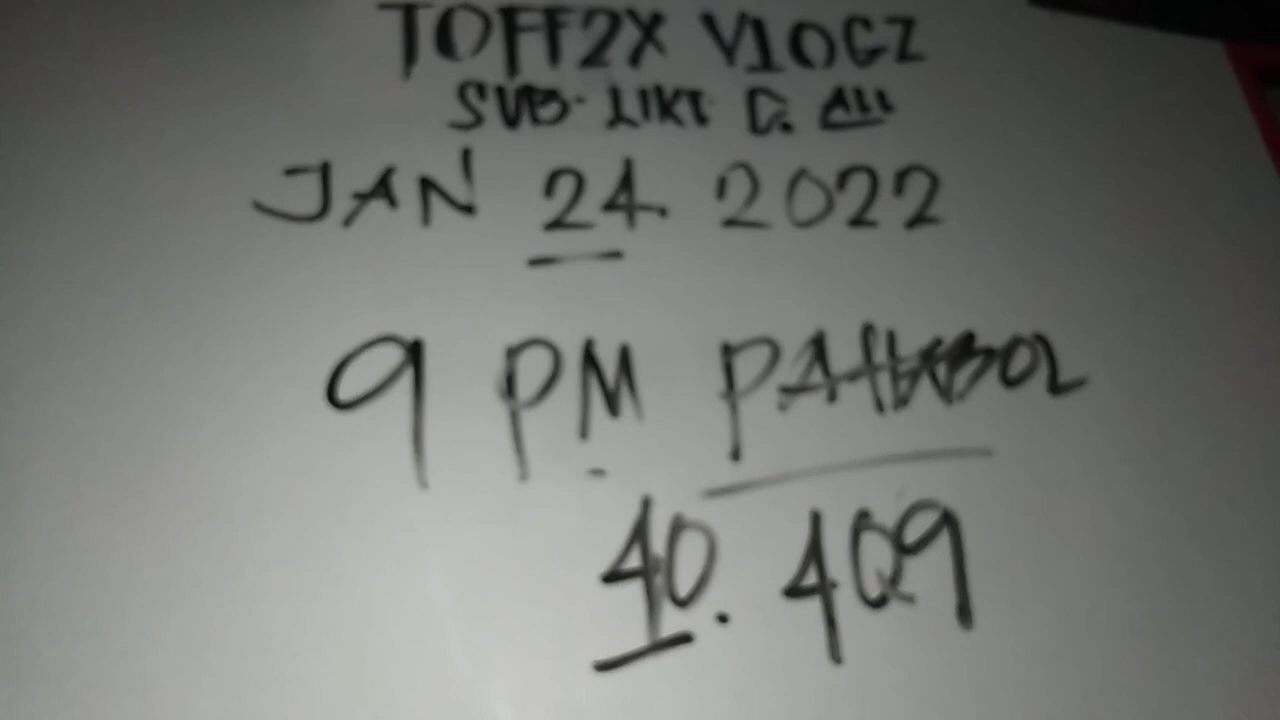 TOFF2X VLOGZ
SUB. LIKE C. ALL
JAN 24. 2022
9 PM
40. 409